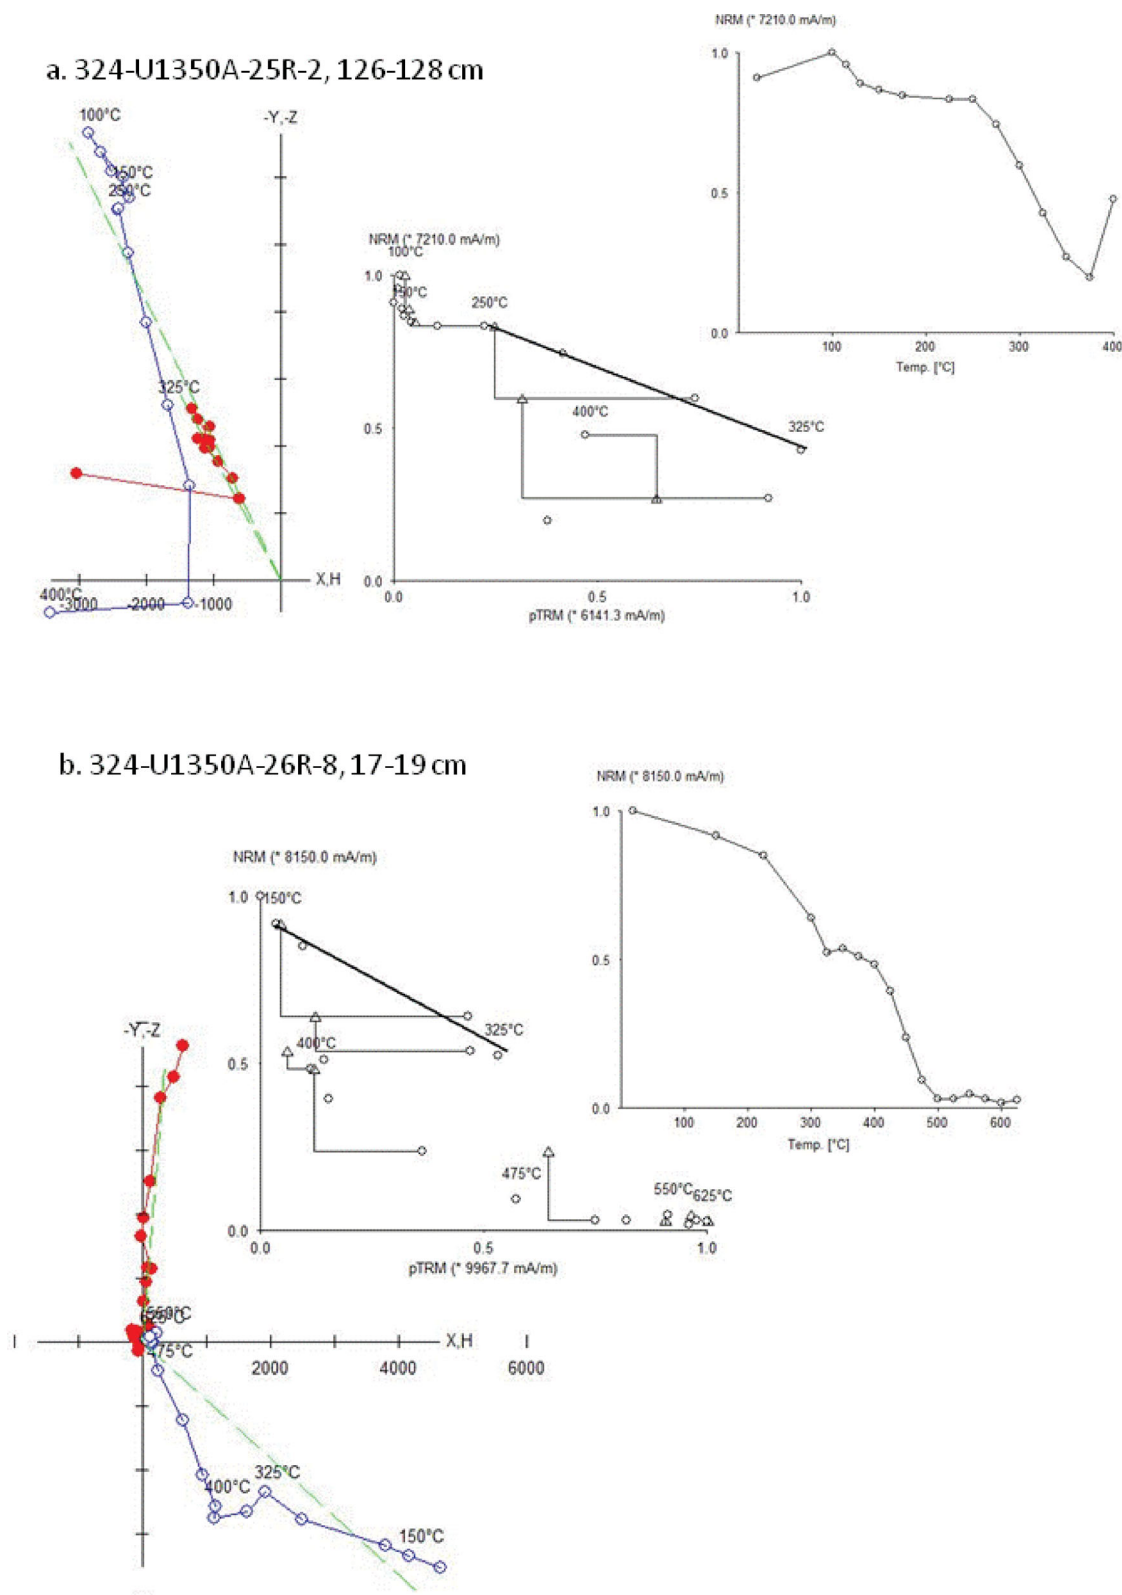 a. 324-U1350A-25R-2, 126-128 cm
NRM (* 7210.0 mA/m)
1.0
0.5
0.0
100
200
300
400
Temp. [°C]
-Y,-Z
100°C
150°C
250°C
325°C
400°C
-3000
-2000
-1000
X,H
NRM (* 7210.0 mA/m)
100°C
1.0
150°C
250°C
400°C
325°C
0.5
0.0
0.0
0.5
1.0
pTRM (* 6141.3 mA/m)
b. 324-U1350A-26R-8, 17-19 cm
NRM (* 8150.0 mA/m)
1.0
0.5
0.0
100
200
300
400
500
600
Temp. [°C]
NRM (* 8150.0 mA/m)
1.0
150°C
325°C
400°C
0.5
475°C
550°C
625°C
0.0
0.0
0.5
1.0
pTRM (* 9967.7 mA/m)
-Y,-Z
550°C
625°C
475°C
X,H
2000
4000
6000
400°C
325°C
150°C